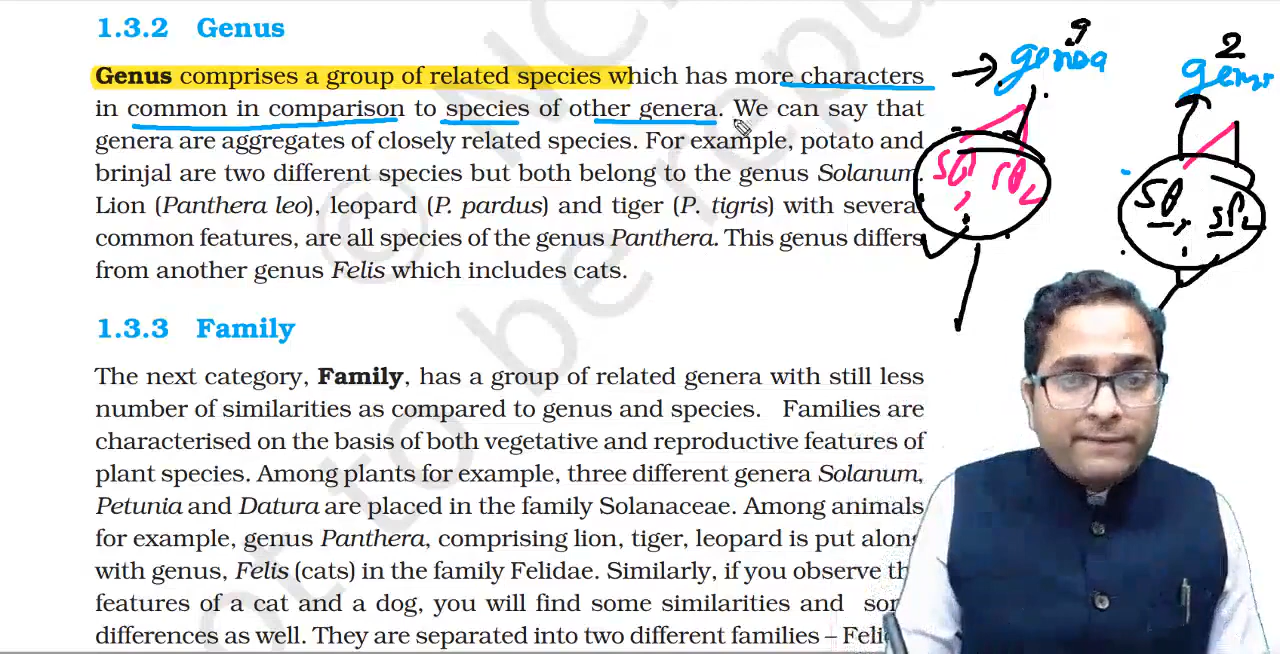 1.3.2 Genus
Genus comprises a group of related species which has more characters
in common in comparison to species of other genera. We can say that
genera are aggregates of closely related species. For example, potato and
brinjal are two different species but both belong to the genus Solanum.
Lion (Panthera leo), leopard (P. pardus) and tiger (P. tigris) with several
common features, are all species of the genus Panthera. This genus differs
from another genus Felis which includes cats.
1.3.3 Family
The next category, Family, has a group of related genera with still less
number of similarities as compared to genus and species. Families are
characterised on the basis of both vegetative and reproductive features of
plant species. Among plants for example, three different genera Solanum,
Petunia and Datura are placed in the family Solanaceae. Among animals
for example, genus Panthera, comprising lion, tiger, leopard is put along
with genus, Felis (cats) in the family Felidae. Similarly, if you observe the
features of a cat and a dog, you will find some similarities and some
differences as well. They are separated into two different families – Feli
2